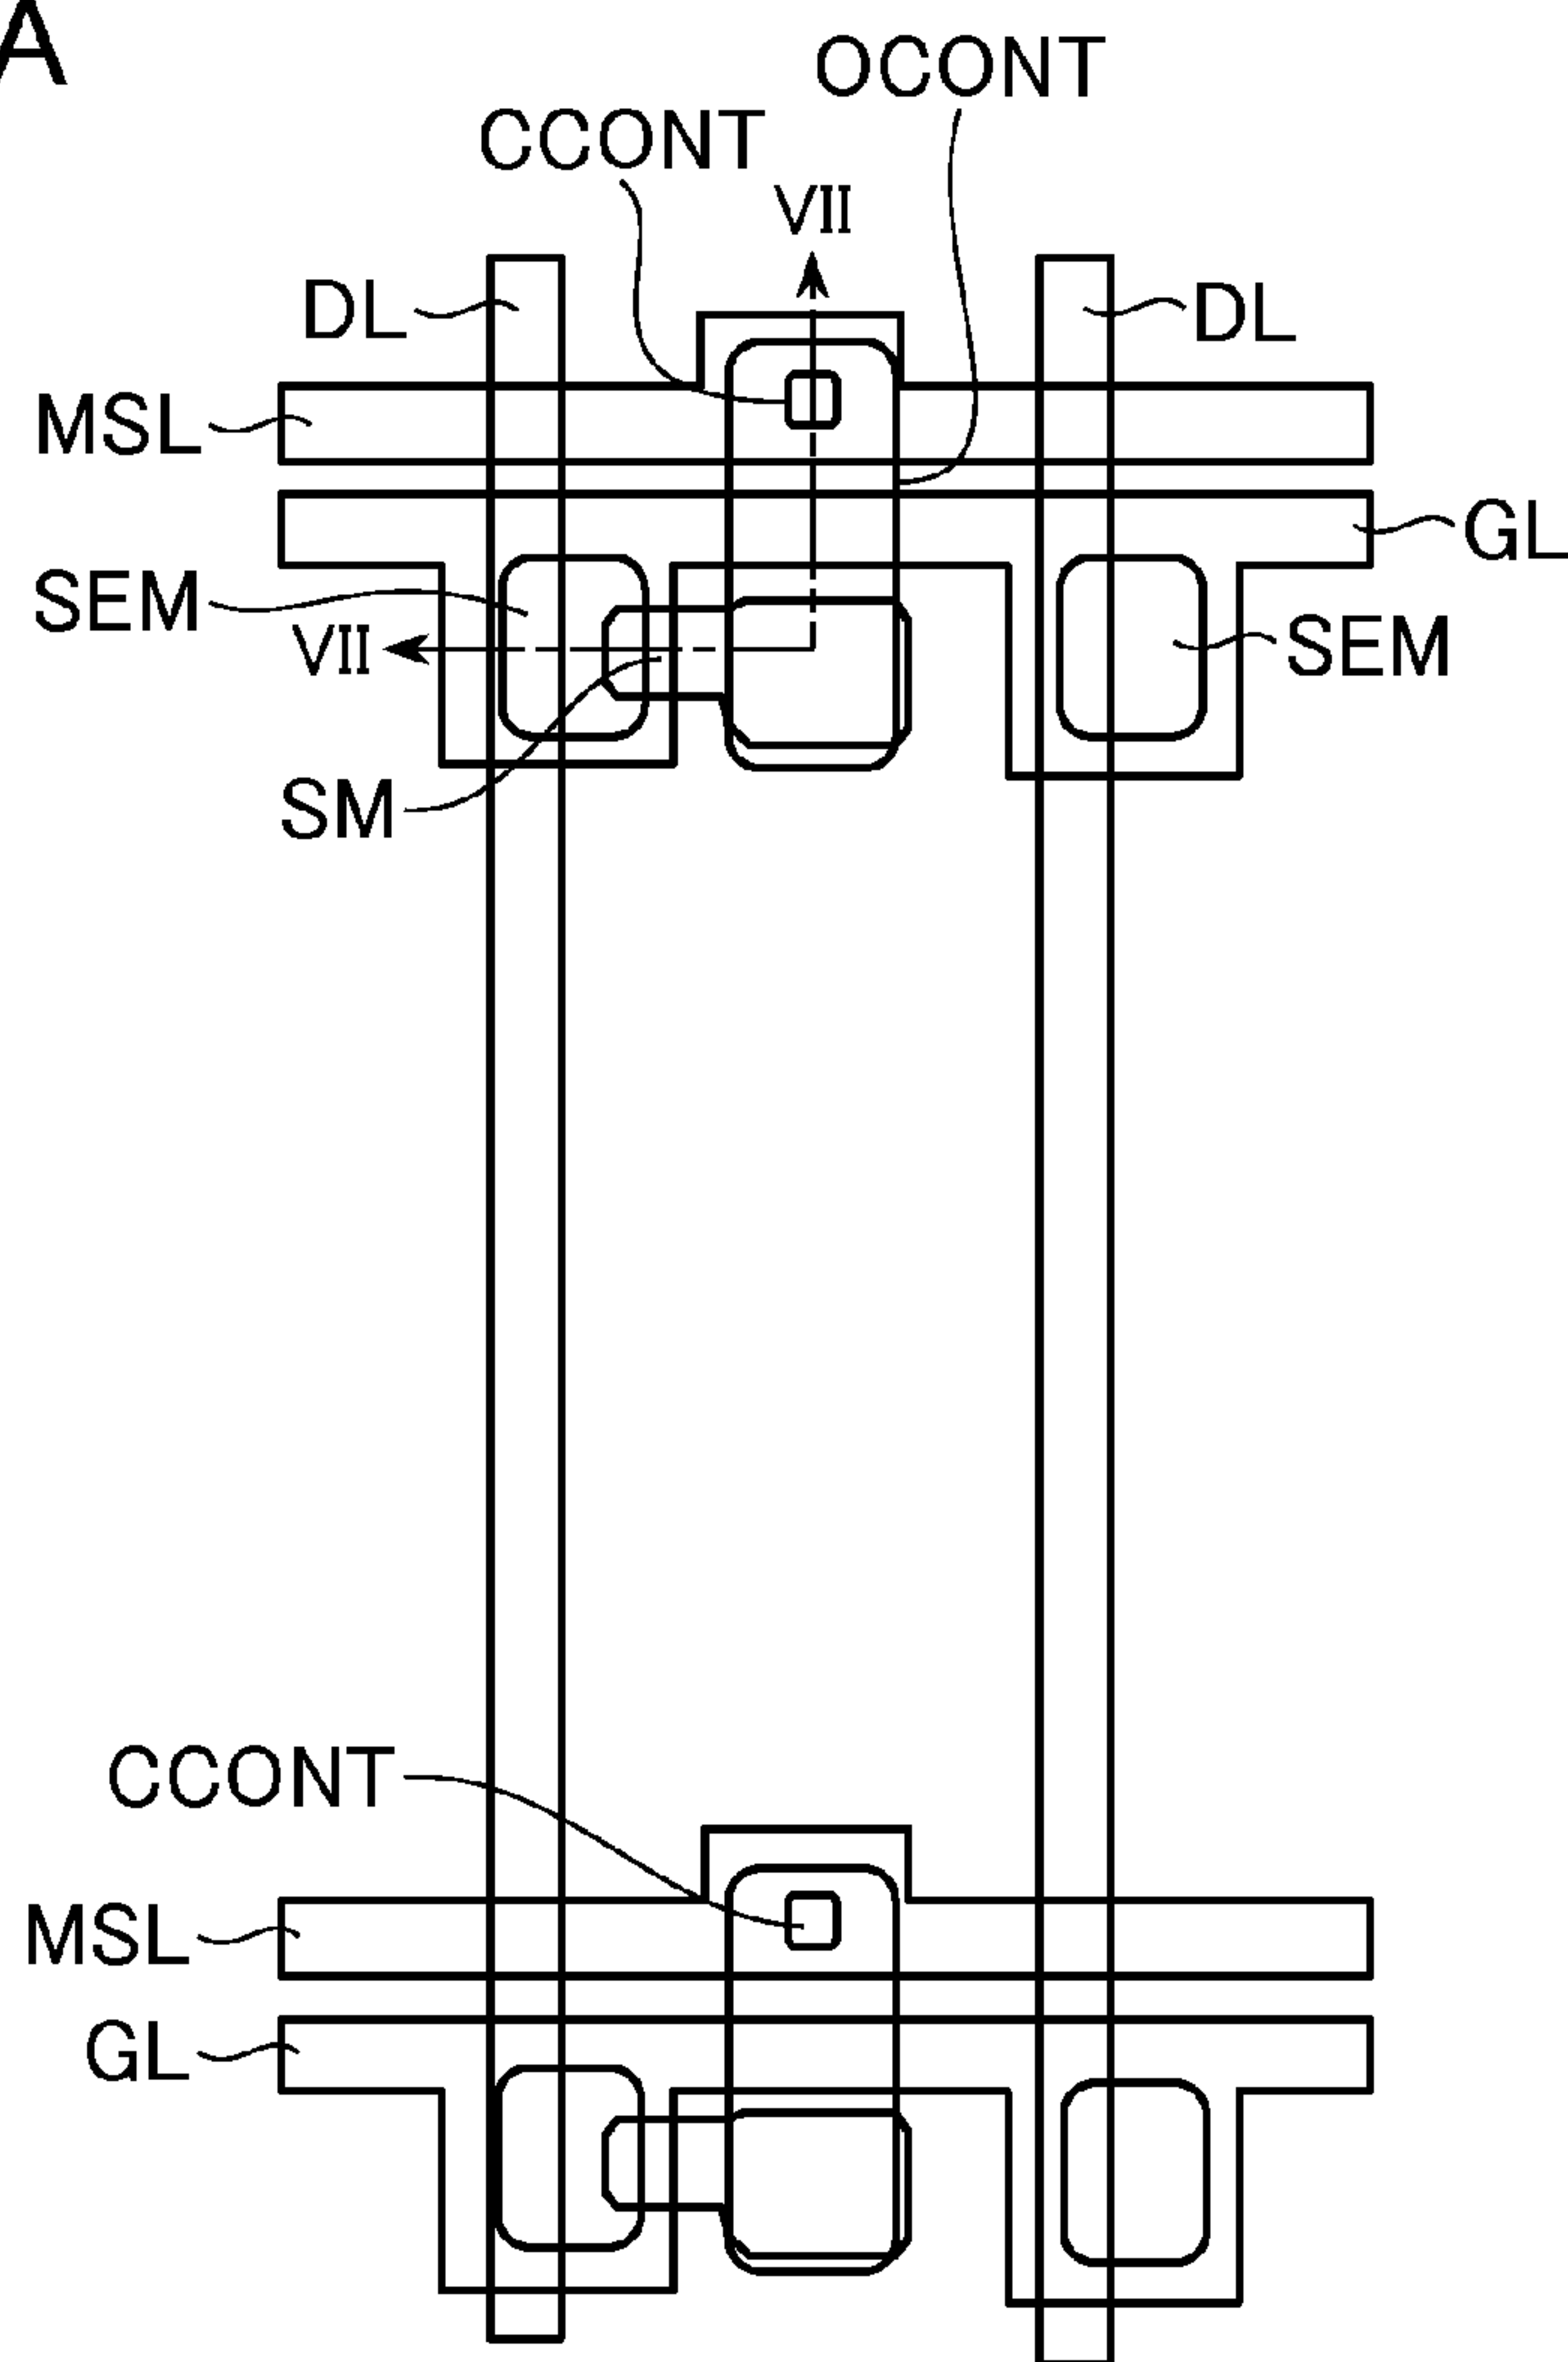 A
OCONT
CCONT
VII
DL
DL
MSL
GL
SEM
SEM
VII
SM
CCONT
MSL
GL